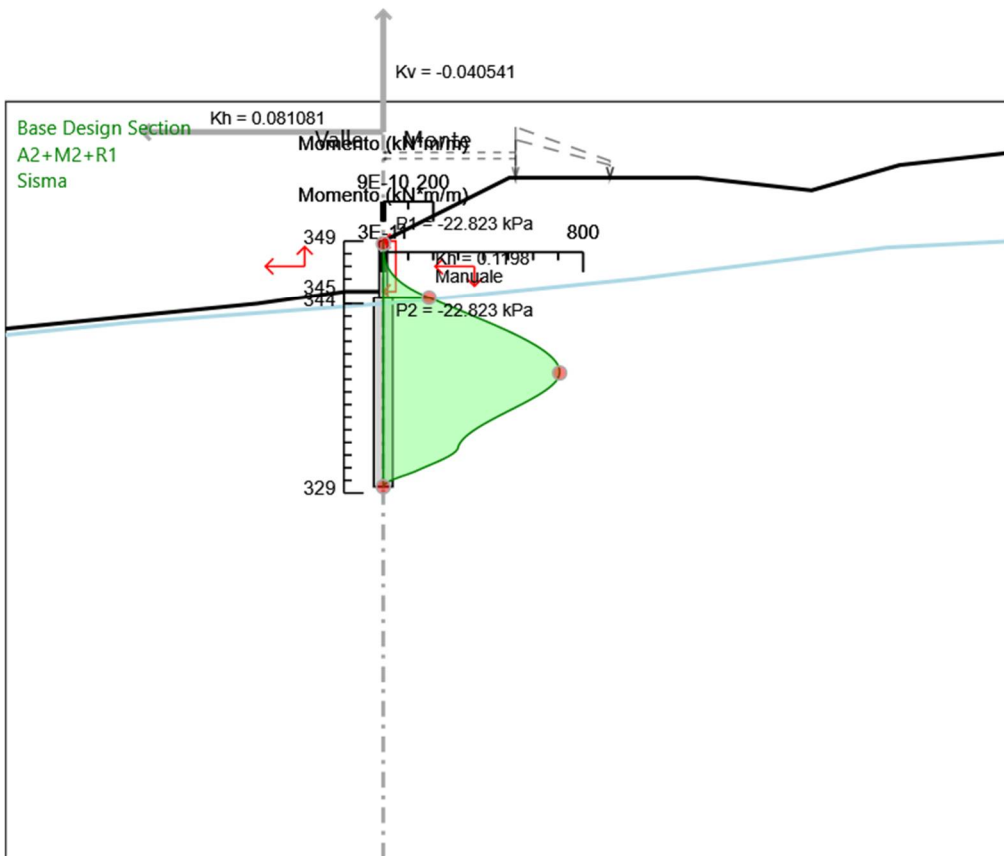 Kv = -0.040541
Kh = 0.081081
Base Design Section
A2+M2+R1
Sisma
Valle Monte
Momento (kN*m/m)
Momento (kN*m/m)
9E-10 200
P1 = -22.823 kPa
3E-11
800
349
Kh = 0.1198
Manuale
345
344
P2 = -22.823 kPa
329